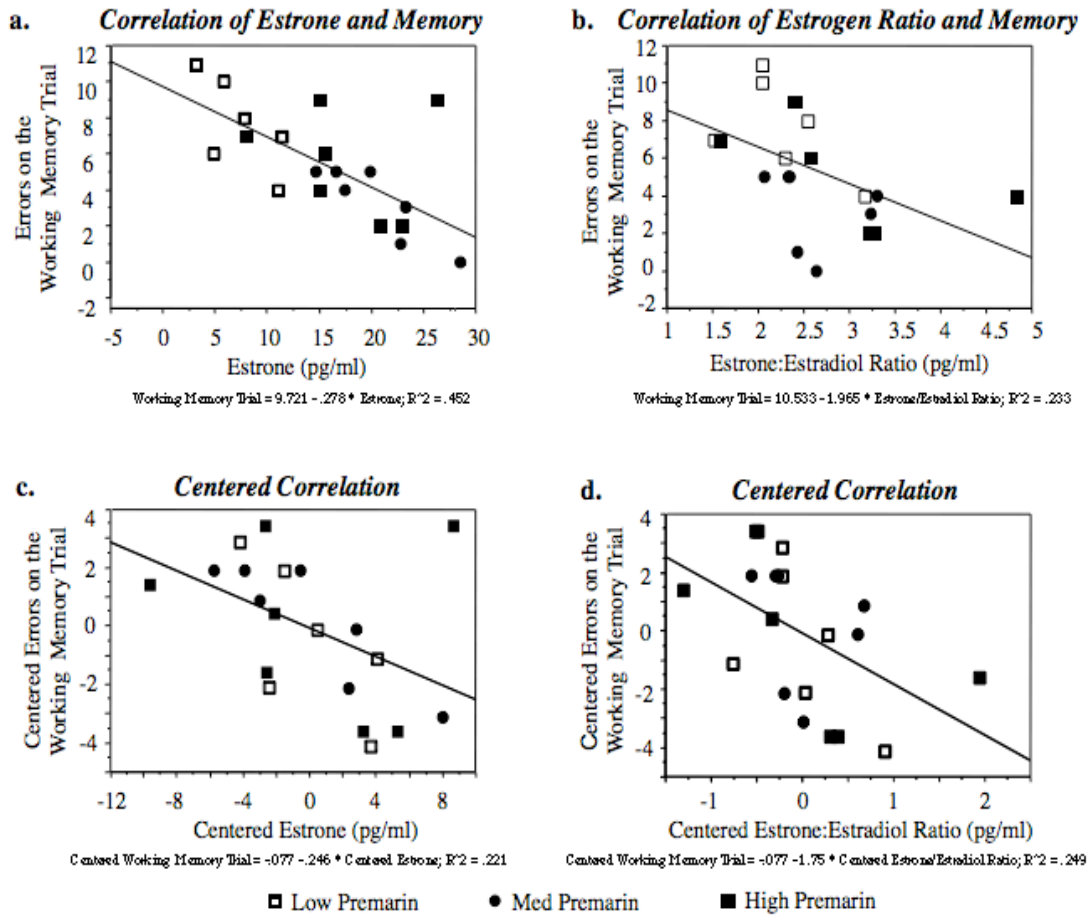 a. Correlation of Estrone and Memory
Errors on the
Working Memory Trial
12
10
8
6
4
2
0
-2
-5 0 5 10 15 20 25 30
Estrone (pg/ml)
Working Memory Trial = 9.721 - .278 * Estrone; R^2 = .452
b. Correlation of Estrogen Ratio and Memory
Errors on the
Working Memory Trial
12
10
8
6
4
2
0
-2
1 1.5 2 2.5 3 3.5 4 4.5 5
Estrone:Estradiol Ratio (pg/ml)
Working Memory Trial = 10.533 - 1.965 * Estrone/Estradiol Ratio; R^2 = .233
c. Centered Correlation
Centered Errors on the
Working Memory Trial
4
2
0
-2
-4
-12 -8 -4 0 4 8
Centered Estrone (pg/ml)
Centered Working Memory Trial = -.077 - .246 * Centered Estrone; R^2 = .221
d. Centered Correlation
Centered Errors on the
Working Memory Trial
4
2
0
-2
-4
-1 0 1 2
Centered Estrone:Estradiol Ratio (pg/ml)
Centered Working Memory Trial = -.077 - 1.75 * Centered Estrone/Estradiol Ratio; R^2 = .249
Low Premarin Med Premarin High Premarin